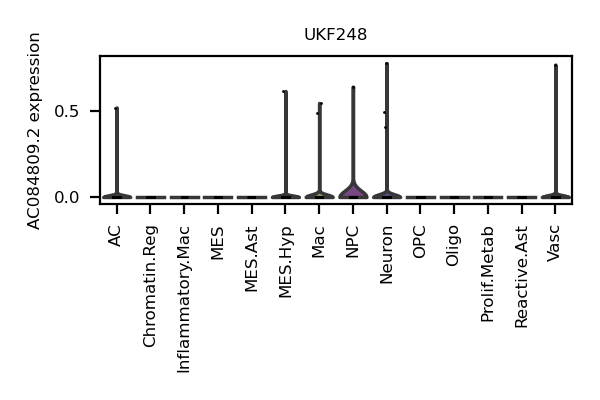 UKF248
AC084809.2 expression
0.5
0.0
AC
Chromatin.Reg
Inflammatory.Mac
MES
MES.Ast
MES.Hyp
Mac
NPC
Neuron
OPC
Oligo
Prolif.Metab
Reactive.Ast
Vasc